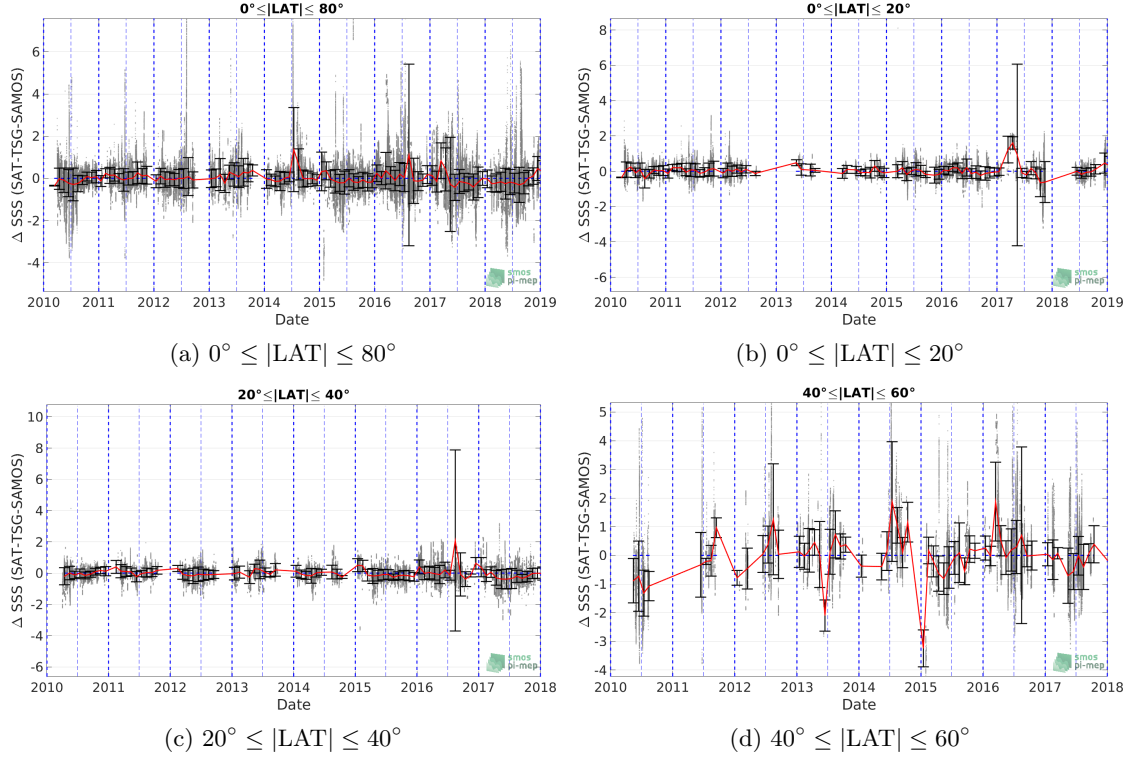 0°≤|LAT|≤ 80°
Δ SSS (SAT-TSG-SAMOS)
6
4
2
0
-2
-4
2010 2011 2012 2013 2014 2015 2016 2017 2018 2019
Date
smos
pi-mep
(a) 0° ≤ |LAT| ≤ 80°
0°≤|LAT|≤ 20°
Δ SSS (SAT-TSG-SAMOS)
8
6
4
2
0
-2
-4
-6
2010 2011 2012 2013 2014 2015 2016 2017 2018 2019
Date
smos
pi-mep
(b) 0° ≤ |LAT| ≤ 20°
20°≤|LAT|≤ 40°
Δ SSS (SAT-TSG-SAMOS)
10
8
6
4
2
0
-2
-4
-6
2010 2011 2012 2013 2014 2015 2016 2017 2018
Date
smos
pi-mep
(c) 20° ≤ |LAT| ≤ 40°
40°≤|LAT|≤ 60°
Δ SSS (SAT-TSG-SAMOS)
5
4
3
2
1
0
-1
-2
-3
-4
2010 2011 2012 2013 2014 2015 2016 2017 2018
Date
smos
pi-mep
(d) 40° ≤ |LAT| ≤ 60°